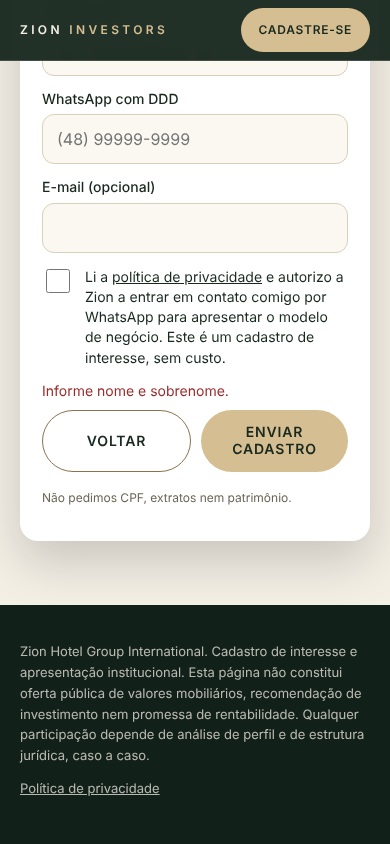 ZION INVESTORS
CADASTRE-SE
WhatsApp com DDD
(48) 99999-9999
E-mail (opcional)
Li a política de privacidade e autorizo a
Zion a entrar em contato comigo por
WhatsApp para apresentar o modelo
de negócio. Este é um cadastro de
interesse, sem custo.
Informe nome e sobrenome.
VOLTAR
ENVIAR
CADASTRO
Não pedimos CPF, extratos nem patrimônio.
Zion Hotel Group International. Cadastro de interesse e
apresentação institucional. Esta página não constitui
oferta pública de valores mobiliários, recomendação de
investimento nem promessa de rentabilidade. Qualquer
participação depende de análise de perfil e de estrutura
jurídica, caso a caso.
Política de privacidade